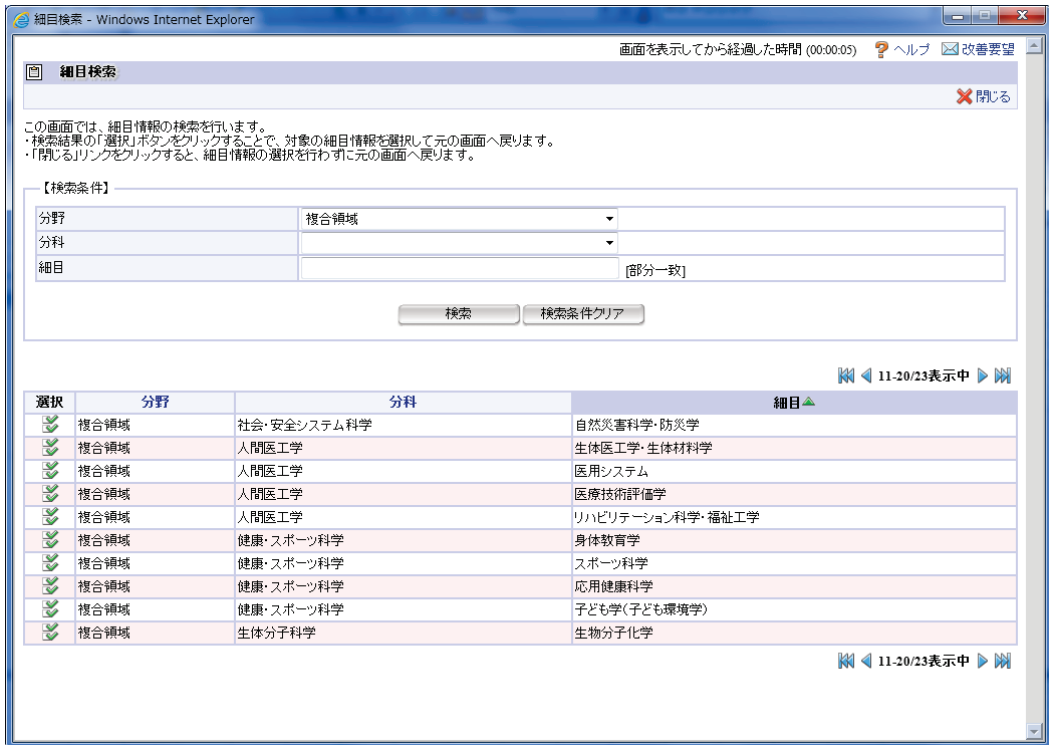 細目検索 - Windows Internet Explorer
画面を表示してから経過した時間 (00:00:05) ヘルプ 改善要望
細目検索
閉じる
この画面では、細目情報の検索を行います。
・検索結果の「選択」ボタンをクリックすることで、対象の細目情報を選択して元の画面へ戻ります。
・「閉じる」リンクをクリックすると、細目情報の選択を行わずに元の画面へ戻ります。
【検索条件】
分野 複合領域
分科
細目 [部分一致]
検索 検索条件クリア
11-20/23表示中
選択 分野 分科 細目
複合領域 社会・安全システム科学 自然災害科学・防災学
複合領域 人間医工学 生体医工学・生体材料学
複合領域 人間医工学 医用システム
複合領域 人間医工学 医療技術評価学
複合領域 人間医工学 リハビリテーション科学・福祉工学
複合領域 健康・スポーツ科学 身体教育学
複合領域 健康・スポーツ科学 スポーツ科学
複合領域 健康・スポーツ科学 応用健康科学
複合領域 健康・スポーツ科学 子ども学(子ども環境学)
複合領域 生体分子科学 生物分子化学
11-20/23表示中